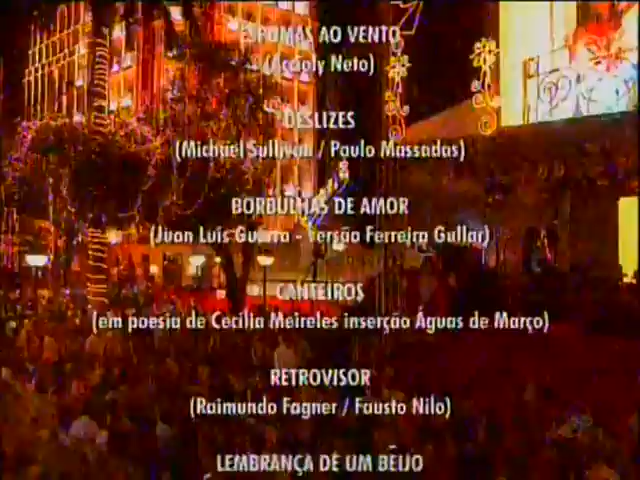 ESPUMAS AO VENTO
(Accioly Neto)
DESLIZES
(Michael Sullivan / Paulo Massadas)
BORBULHAS DE AMOR
(Juan Luis Guerra - versão Ferreira Gullar)
CANTEIROS
(em poesia de Cecília Meireles inserção Águas de Março)
RETROVISOR
(Raimundo Fagner / Fausto Nilo)
LEMBRANÇA DE UM BEIJO